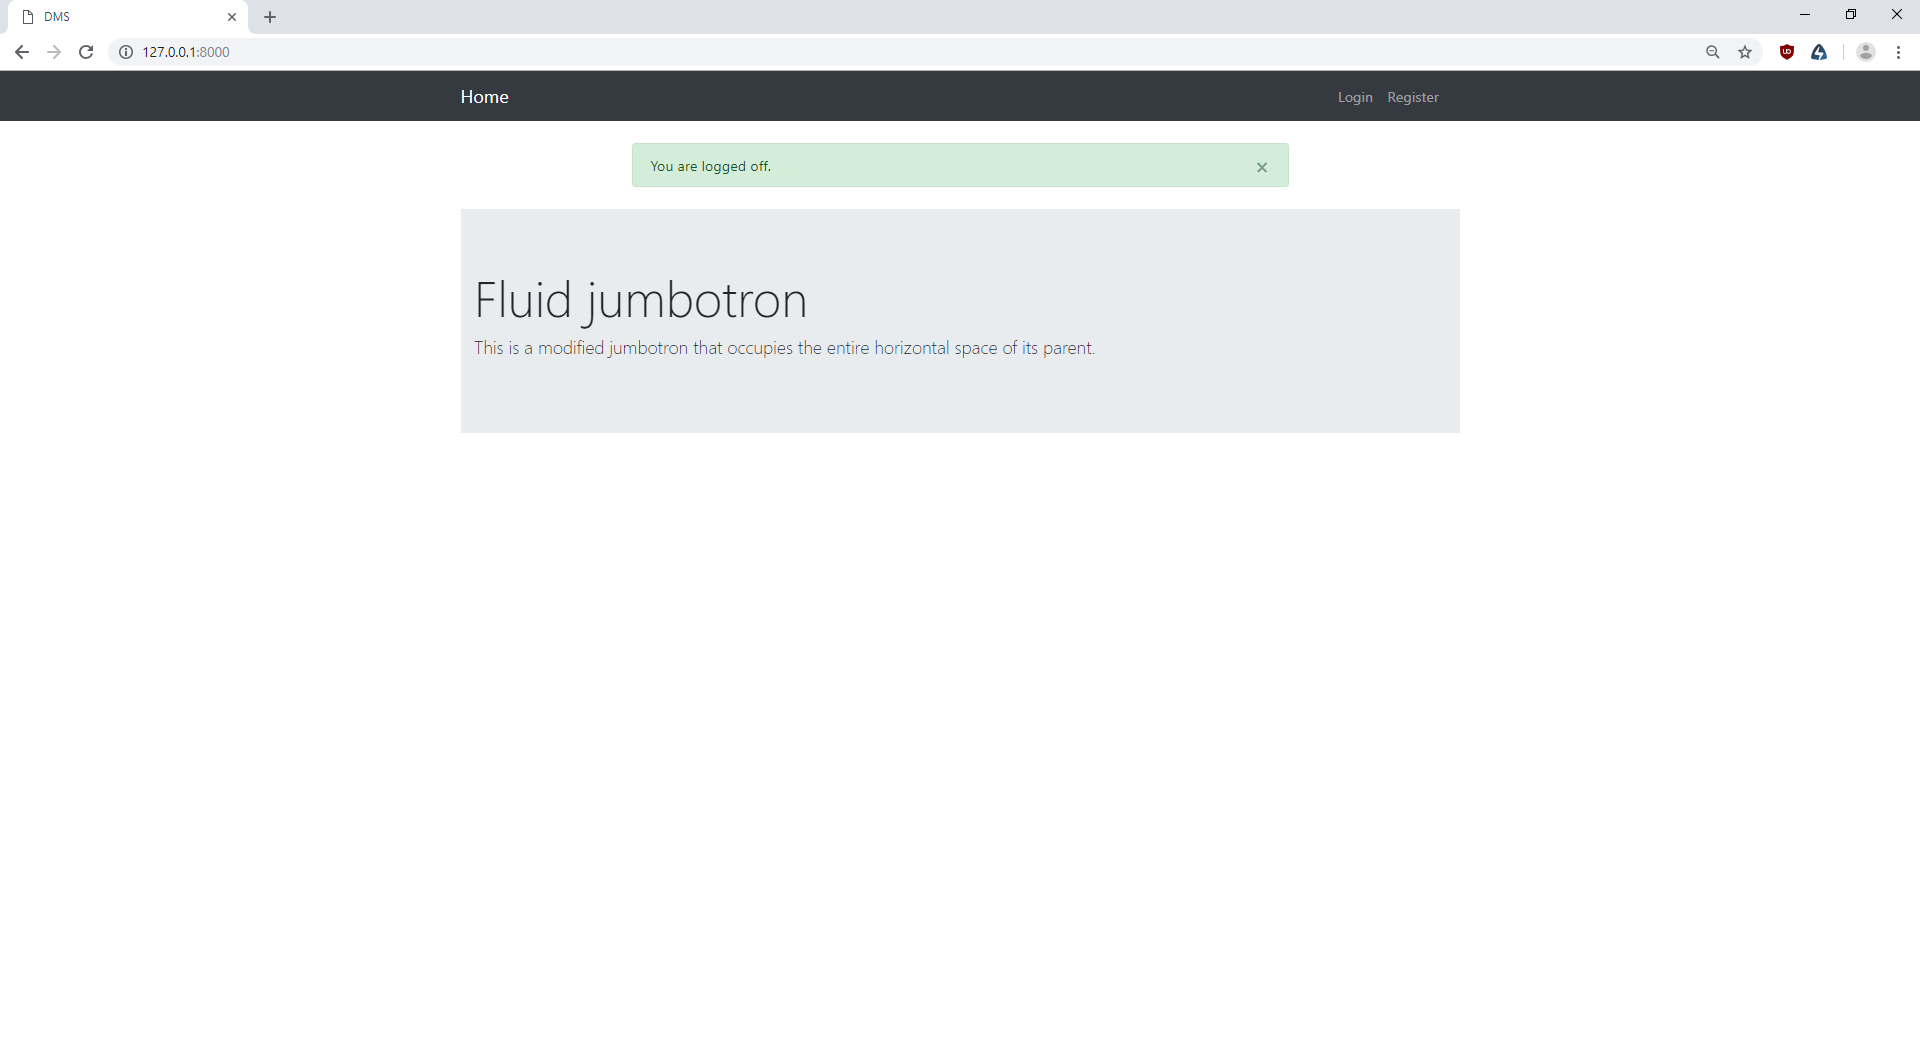 DMS
127.0.0.1:8000
Home
Login Register
You are logged off.
Fluid jumbotron
This is a modified jumbotron that occupies the entire horizontal space of its parent.